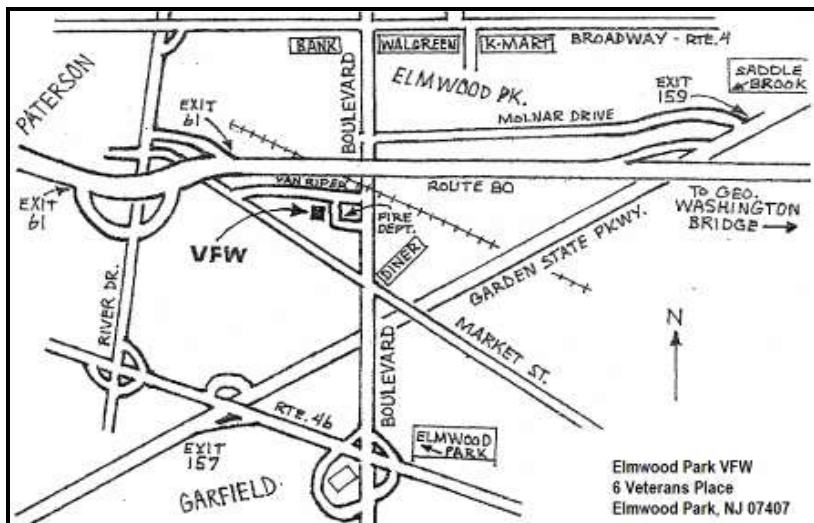 BANK
WALGREEN
K-MART
BROADWAY - RTE. 4
PATERSON
EXIT
61
BOULEVARD
ELMWOOD PK.
EXIT
159
SADDLE
BROOK
MOLNAR DRIVE
VAN RIPER
ROUTE 80
EXIT
61
VFW
FIRE
DEPT.
TO GEO.
WASHINGTON
BRIDGE
DINER
GARDEN STATE PKWY.
RIVER DR.
MARKET ST.
N
BOULEVARD
RTE. 46
EXIT
157
ELMWOOD
PARK
GARFIELD
Elmwood Park VFW
6 Veterans Place
Elmwood Park, NJ 07407